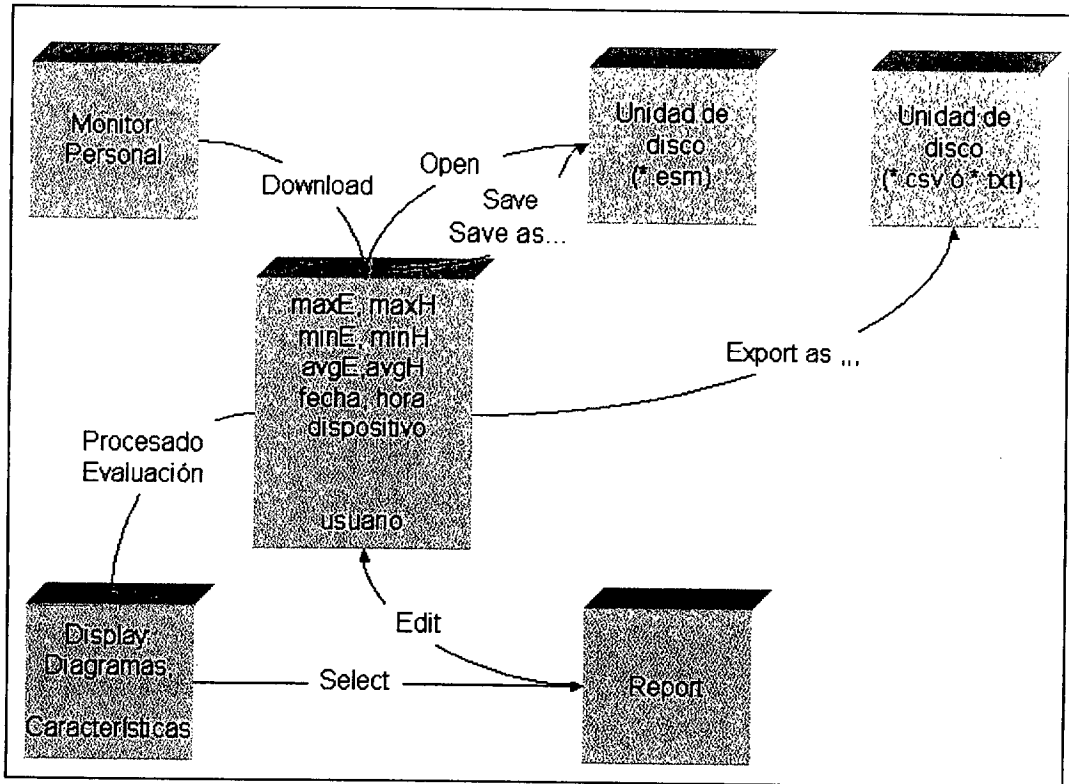 Monitor
Personal
Download
Open
Save
Save as...
Unidad de
disco
(* esm)
Unidad de
disco
(* csv ó * txt)
maxE, maxH
minE, minH
avgE,avgH
fecha, hora
dispositivo
usuario
Export as ...
Procesado
Evaluación
Edit
Display
Diagramas,
Características
Select
Report